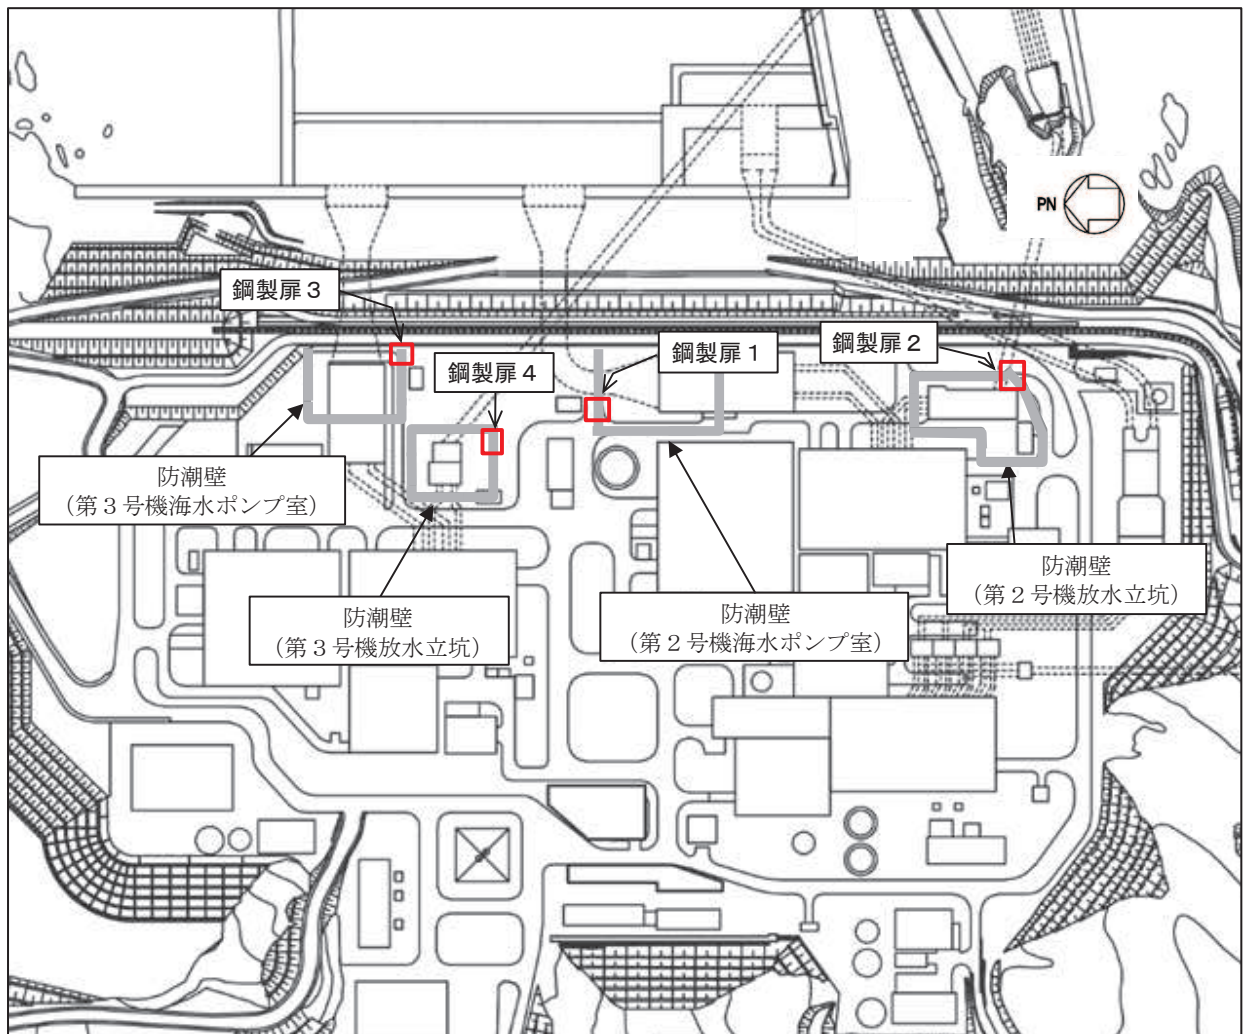 PN
鋼製扉３
鋼製扉４
鋼製扉１
鋼製扉２
防潮壁
（第３号機海水ポンプ室）
防潮壁
（第３号機放水立坑）
防潮壁
（第２号機海水ポンプ室）
防潮壁
（第２号機放水立坑）